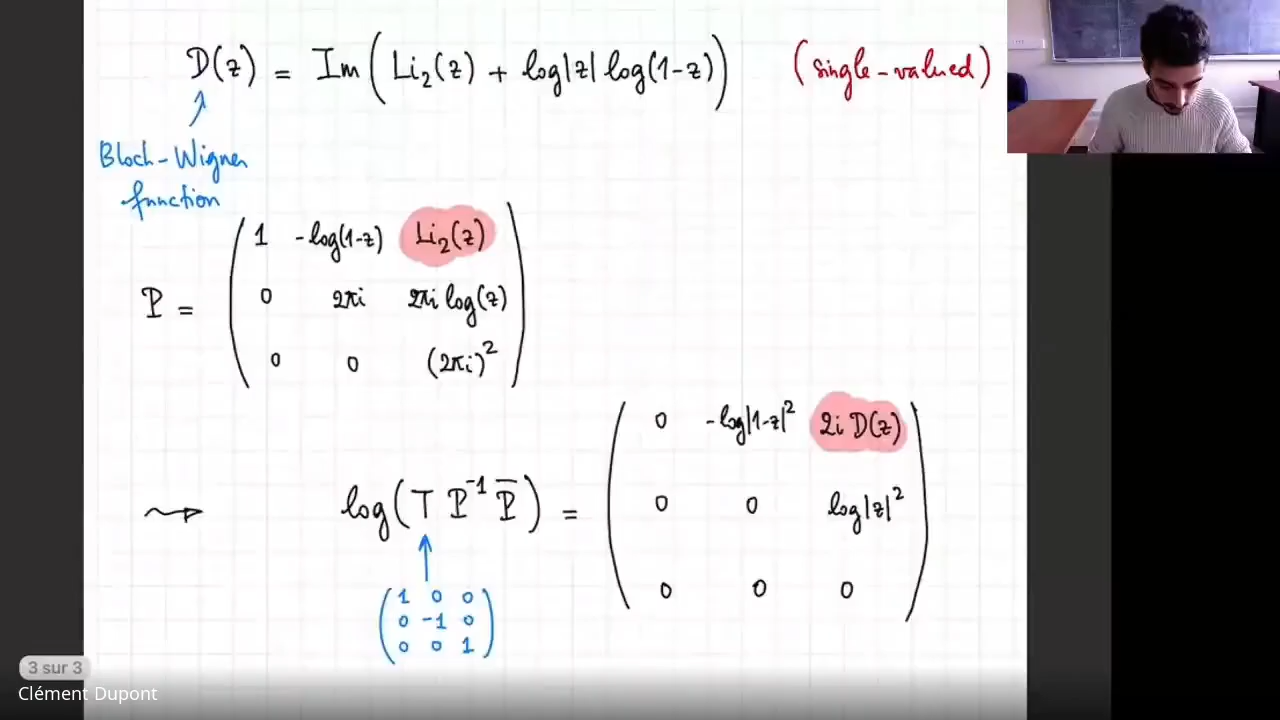 D(z) = Im(Li₂(z) + log|z| log(1-z)) (single-valued)
Bloch-Wigner
function
P = ( 1 -log(1-z) Li₂(z)
0 2πi 2πi log(z)
0 0 (2πi)² )
⇝ log(T P⁻¹ P̄) = ( 0 -log|1-z|² 2i D(z)
0 0 log|z|²
0 0 0 )
( 1 0 0
0 -1 0
0 0 1 )
3 sur 3
Clément Dupont